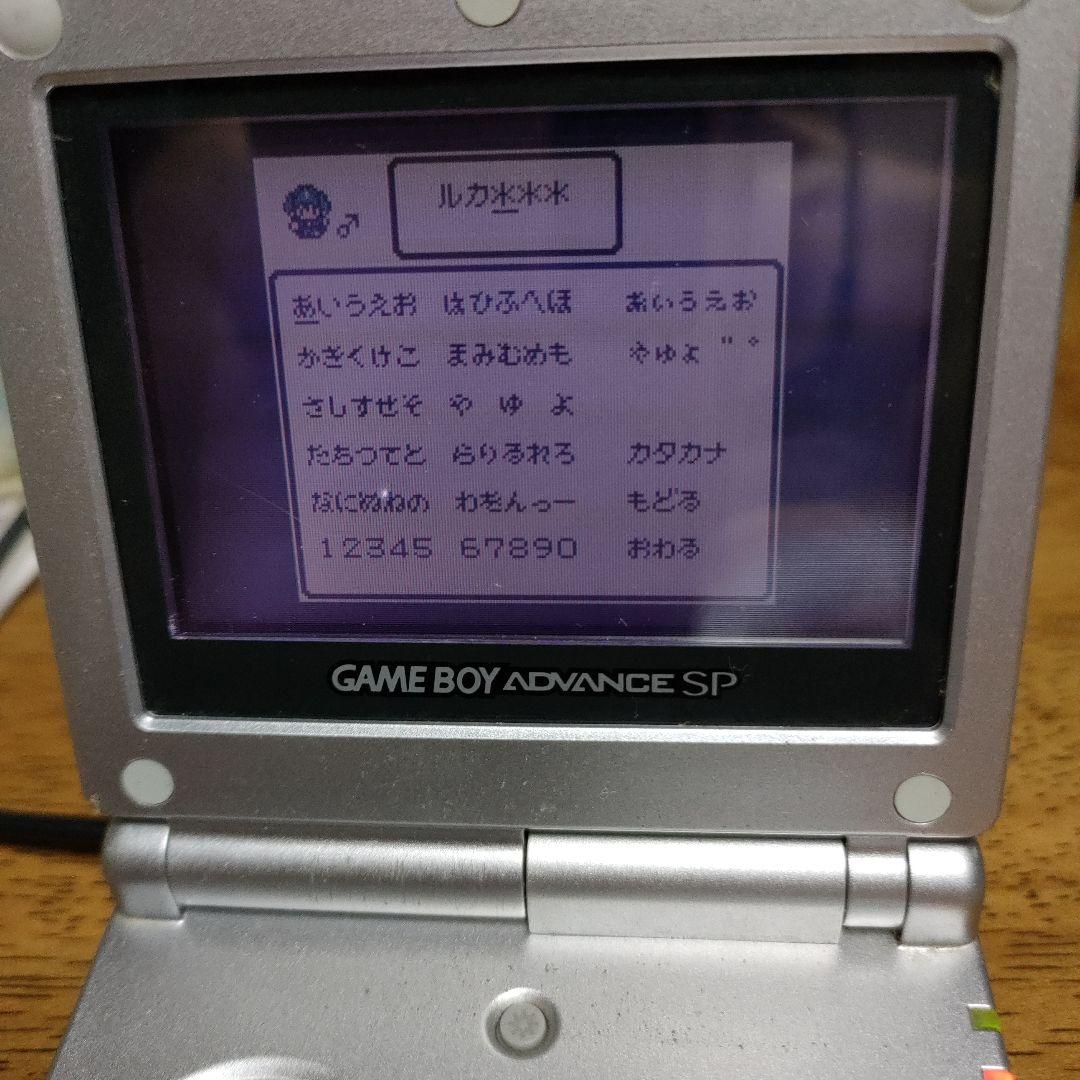 ルカ＊＊＊
♂
あいうえお はひふへほ ぁぃぅぇぉ
かきくけこ まみむめも ゃゅょ ゛゜
さしすせそ や ゆ よ
たちつてと らりるれろ カタカナ
なにぬねの わをんっー もどる
12345 67890 おわる
GAME BOY ADVANCE SP